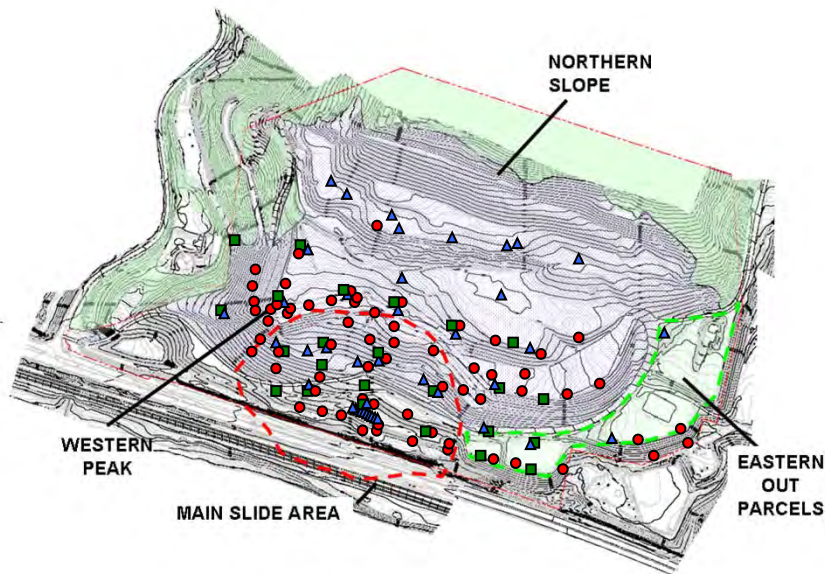 NORTHERN
SLOPE
WESTERN
PEAK
MAIN SLIDE AREA
EASTERN
OUT
PARCELS